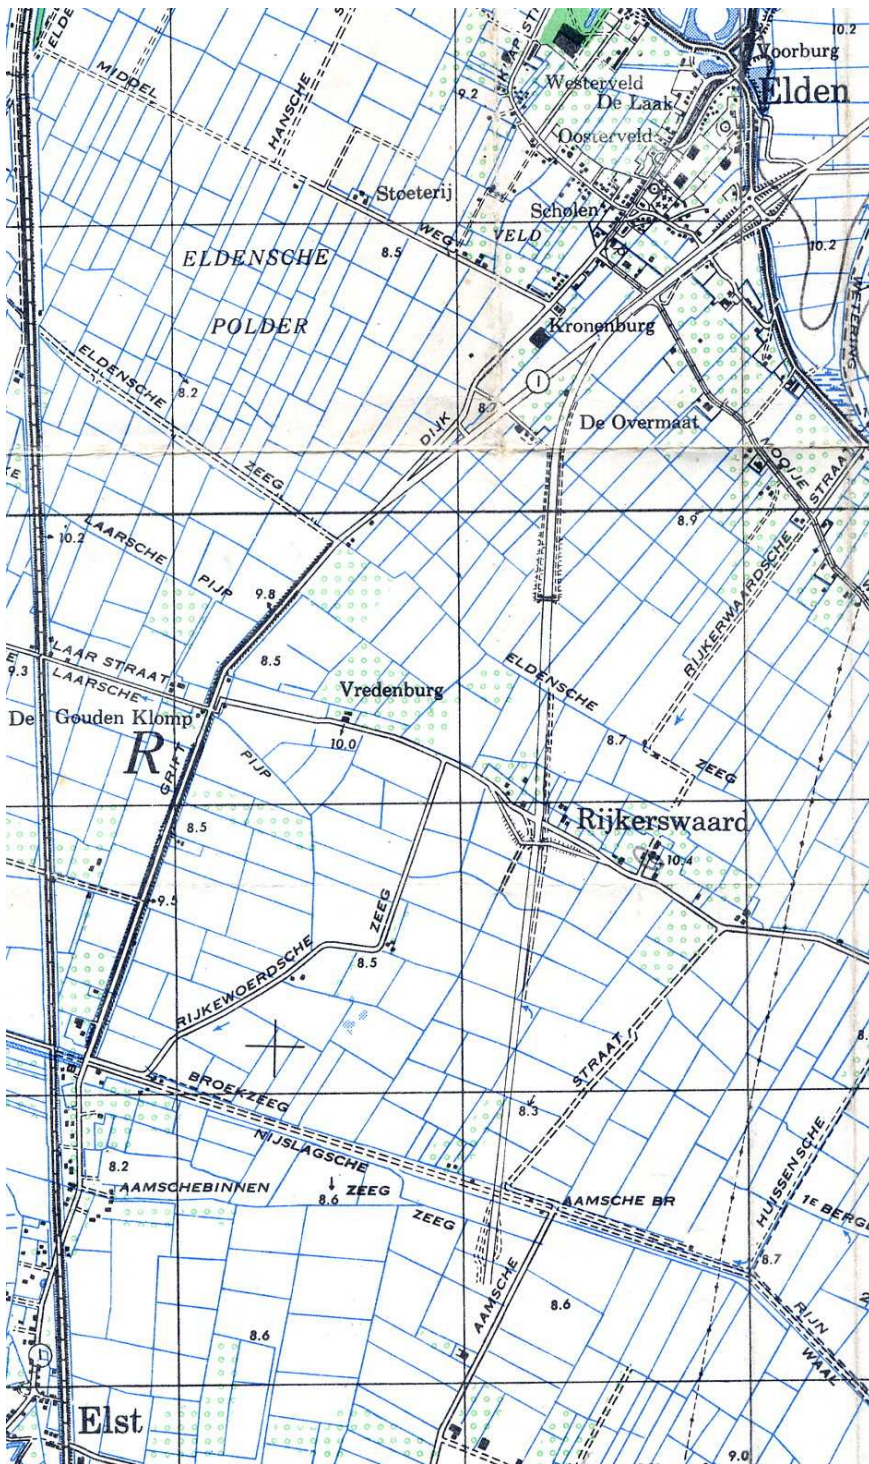 10.2
Voorburg
Elden
MIDDEL
HANSCHE
9.2
Westerveld
De Laak
Oosterveld
Stoeterij
Scholen
WEG
VELD
8.5
10.2
WETERING
ELDENSCHE
POLDER
Kronenburg
ELDENSCHE
8.2
1
8.7
DIJK
De Overmaat
ZEEG
MOOIJE
STRAAT
LAARSCHE
10.2
8.9
PIJP
9.8
RIJKERWAARDSCHE
LAAR STRAAT
8.5
ELDENSCHE
9.3
LAARSCHE
Vredenburg
De Gouden Klomp
10.0
8.7
R
GRIFT
PIJP
ZEEG
8.5
Rijkerswaard
10.4
9.5
ZEEG
8.5
RIJKEWOERDSCHE
STRAAT
BROEKZEEG
8.3
NIJSLAGSCHE
HUISSENSCHE
8.2
AAMSCHEBINNEN
8.6
ZEEG
AAMSCHE BR
1E BERG
ZEEG
8.7
AAMSCHE
8.6
RIJN
WAAL
8.6
Elst
9.0